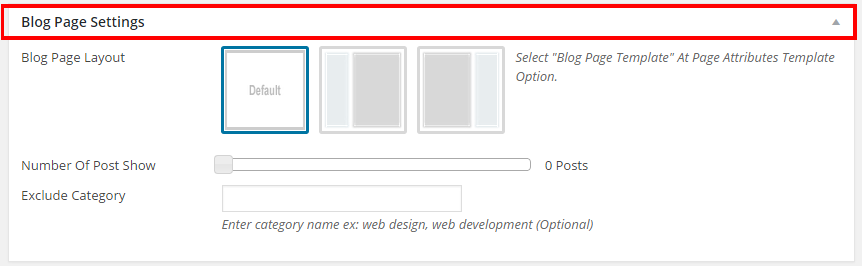 Blog Page Settings
Blog Page Layout
Default
Select "Blog Page Template" At Page Attributes Template
Option.
Number Of Post Show
0 Posts
Exclude Category
Enter category name ex: web design, web development (Optional)